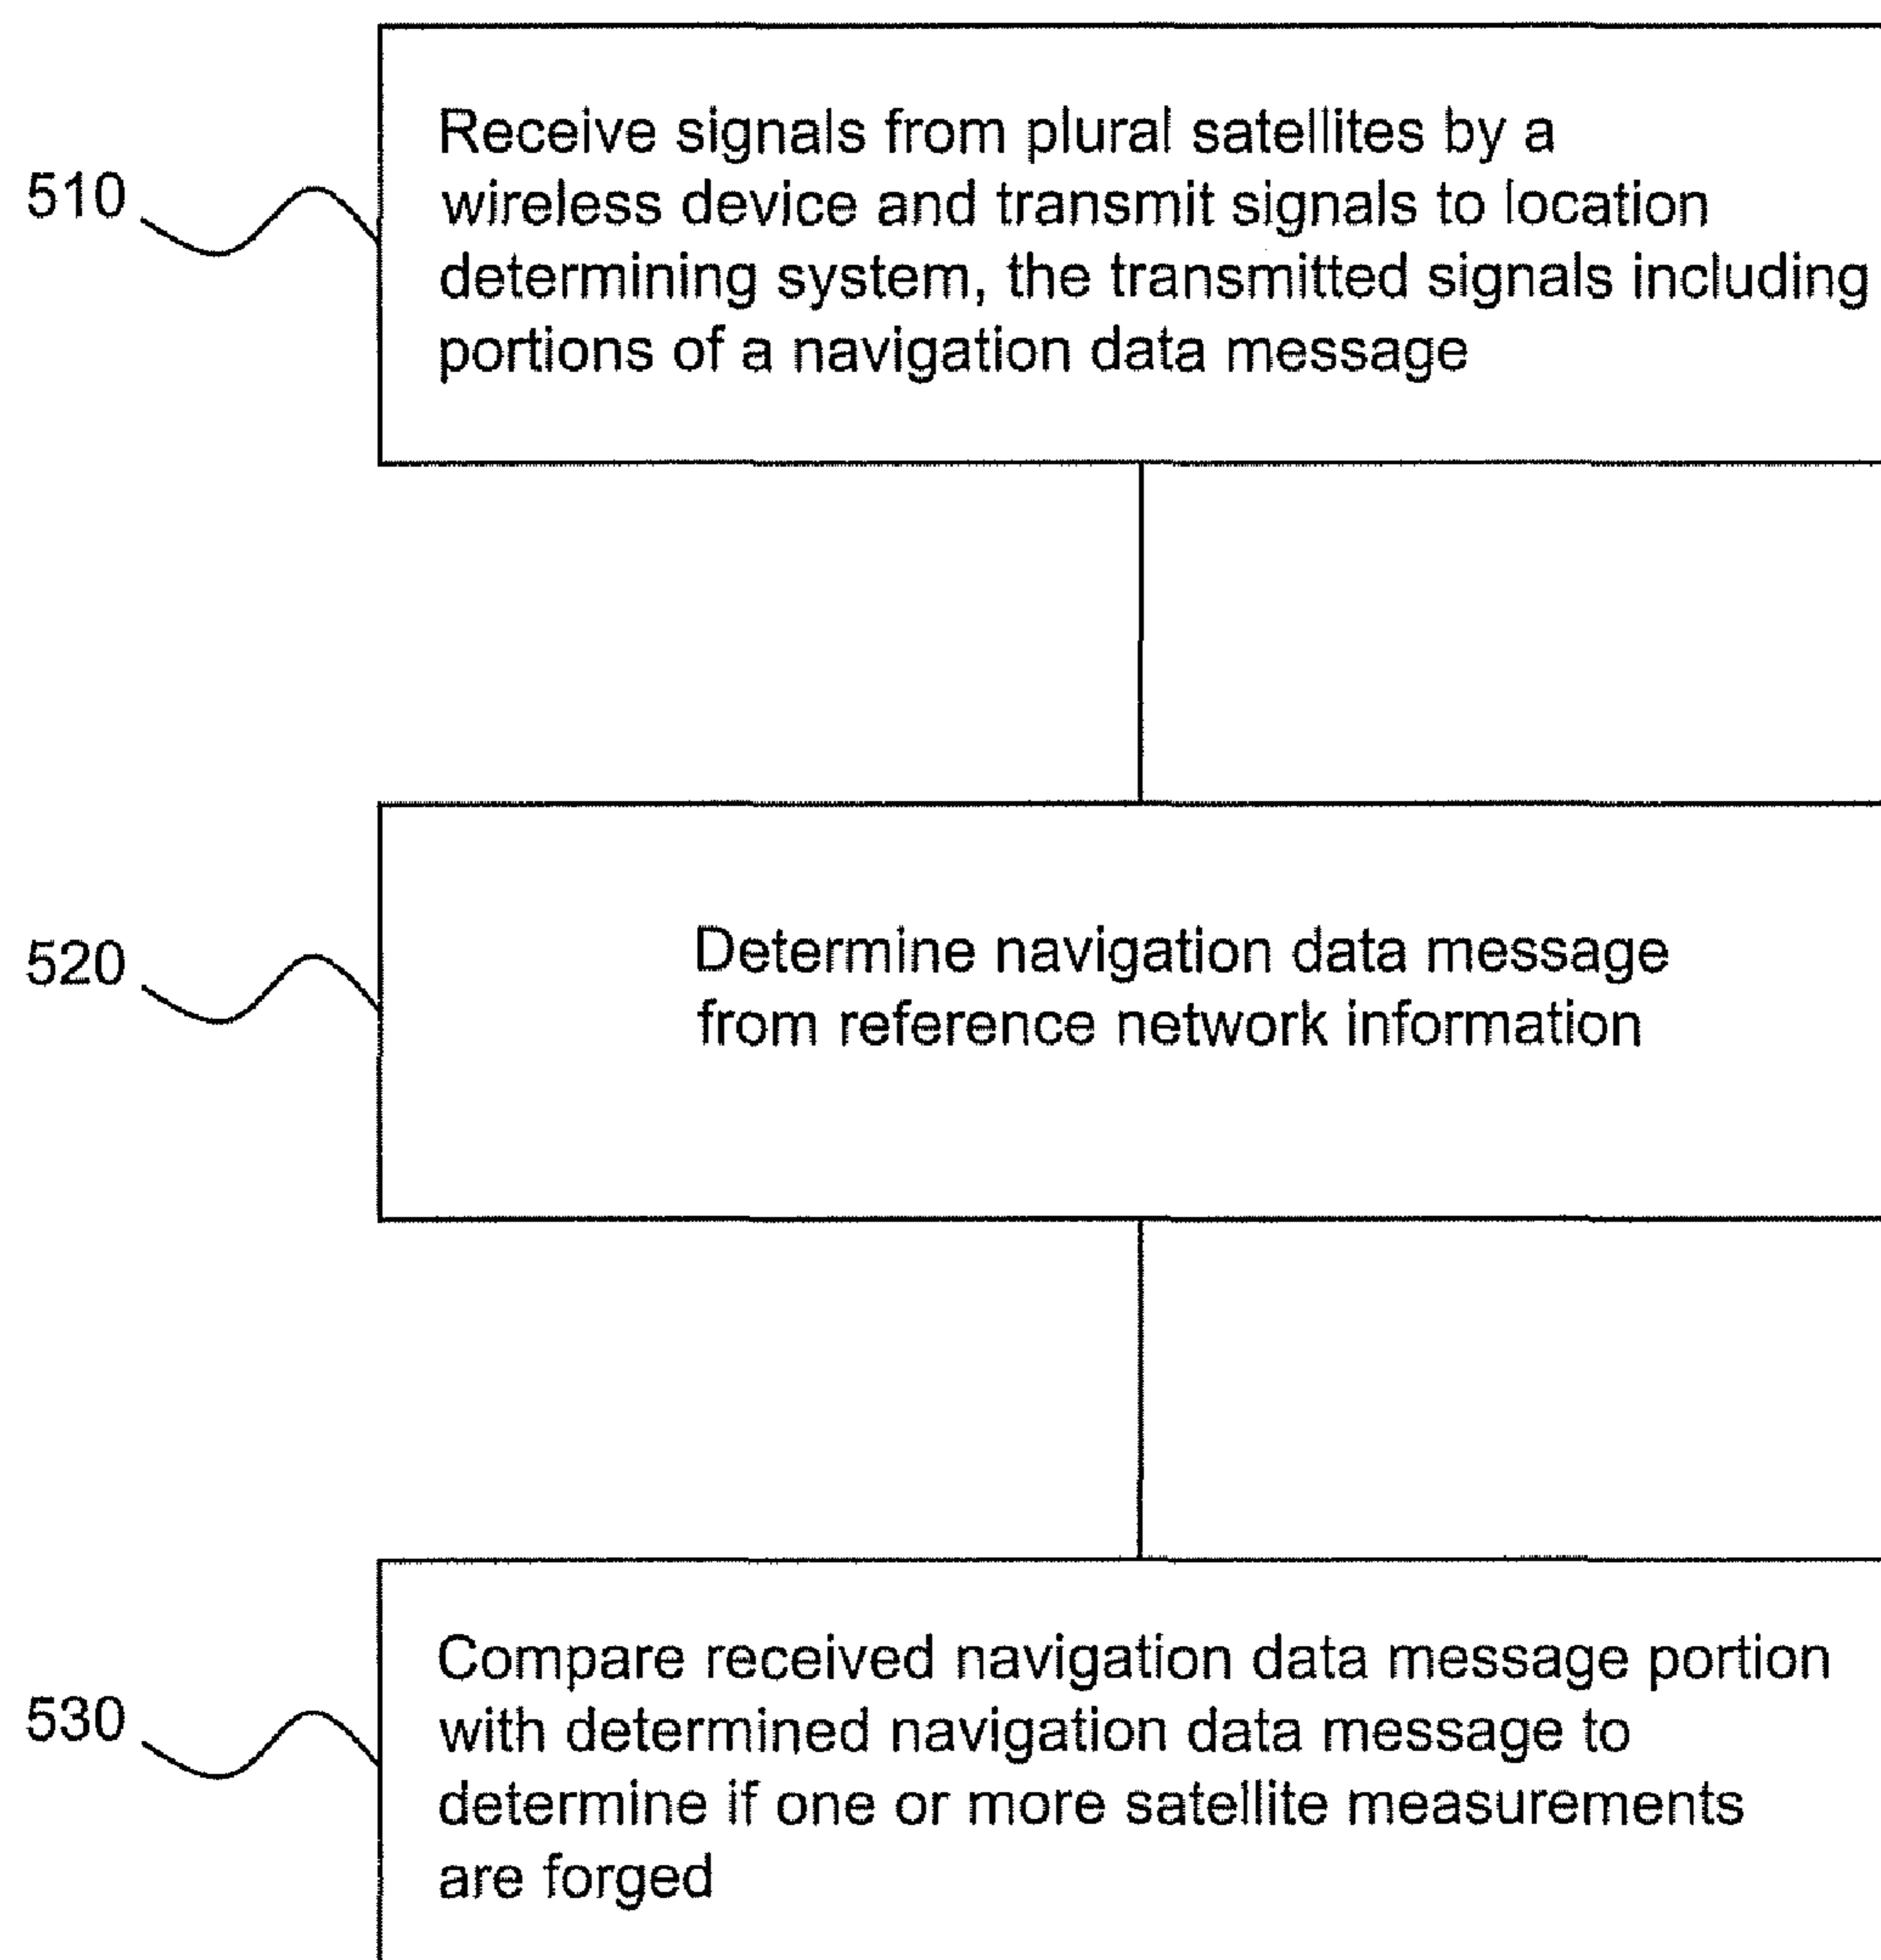 510
Receive signals from plural satellites by a
wireless device and transmit signals to location
determining system, the transmitted signals including
portions of a navigation data message
520
Determine navigation data message
from reference network information
530
Compare received navigation data message portion
with determined navigation data message to
determine if one or more satellite measurements
are forged